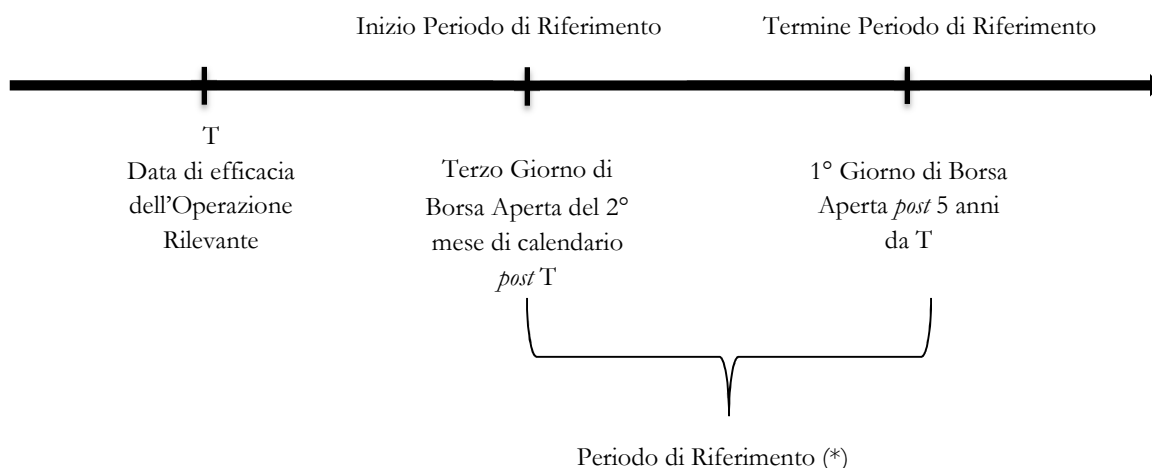 Inizio Periodo di Riferimento
Termine Periodo di Riferimento
T
Data di efficacia
dell'Operazione
Rilevante
Terzo Giorno di
Borsa Aperta del 2°
mese di calendario
post T
1° Giorno di Borsa
Aperta post 5 anni
da T
Periodo di Riferimento (*)